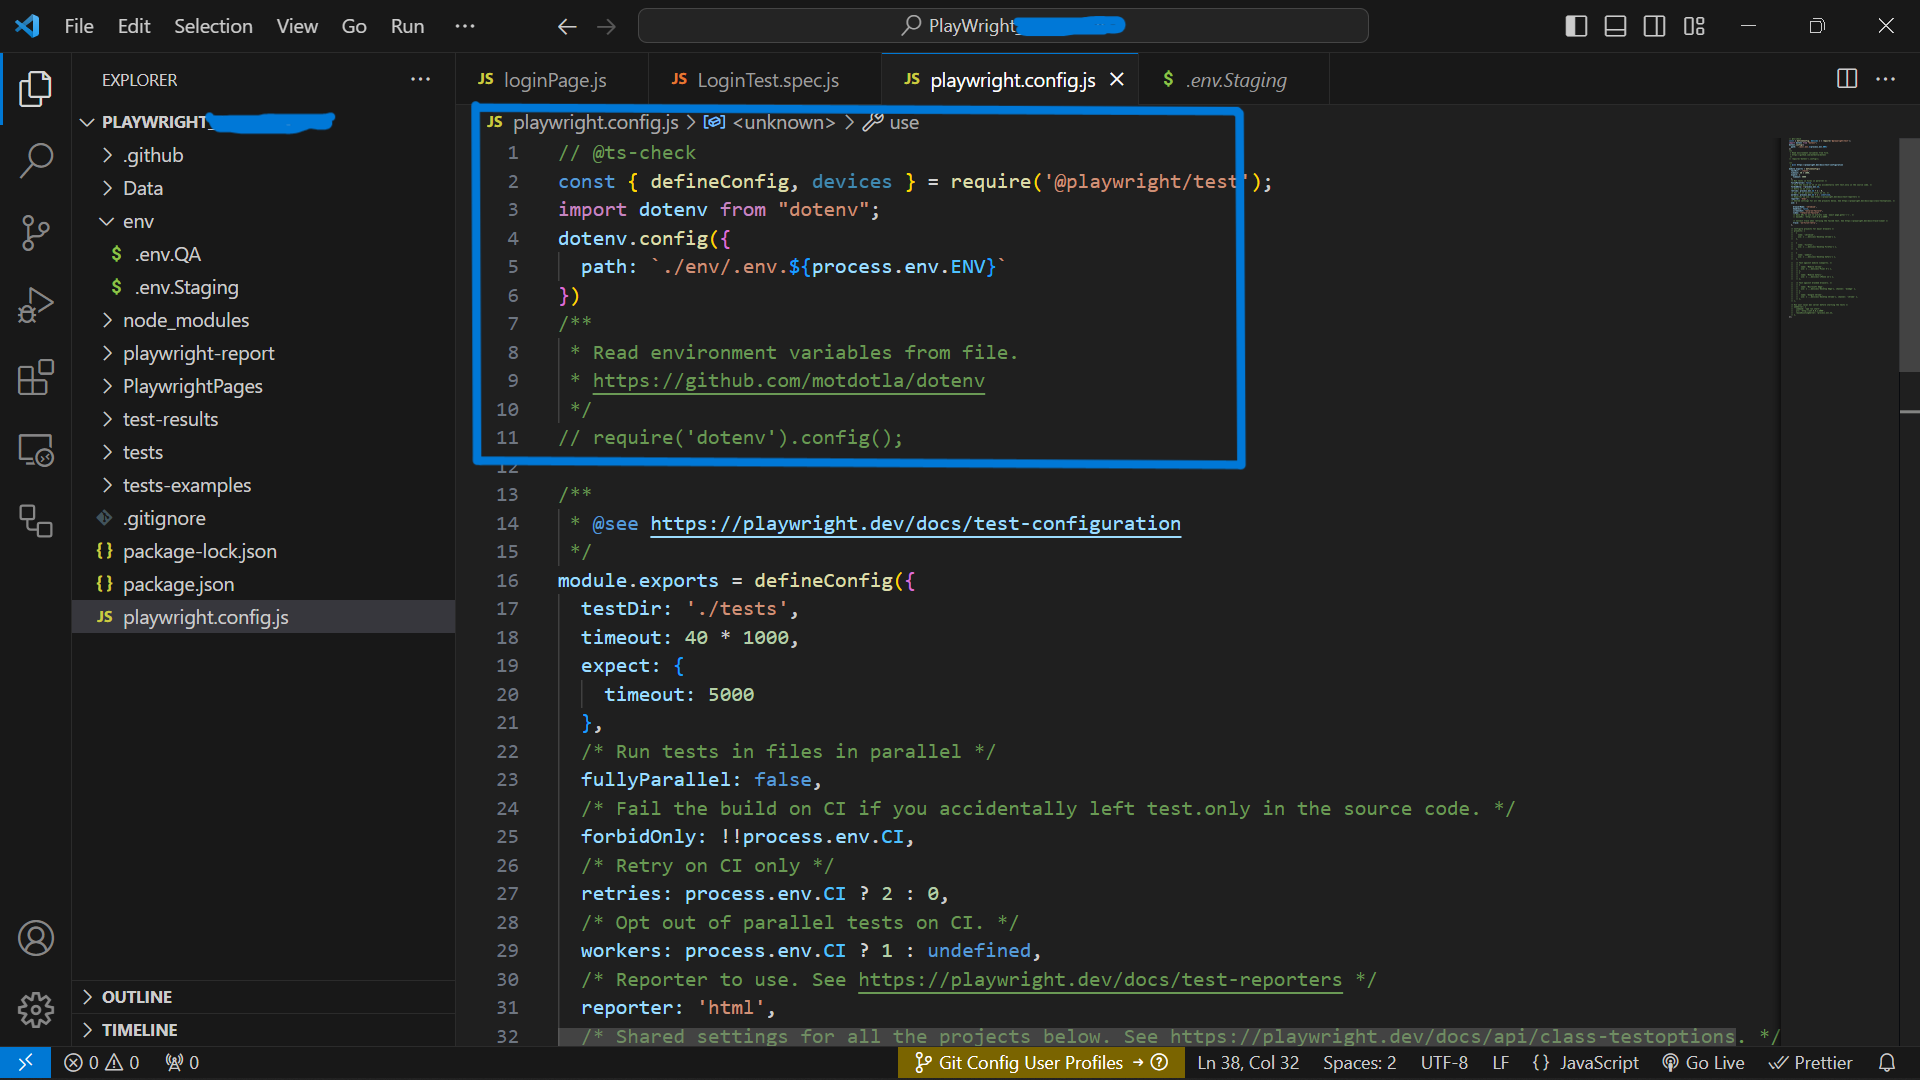 File Edit Selection View Go Run ···
PlayWright_
EXPLORER ···
PLAYWRIGHT_
.github
Data
env
$ .env.QA
$ .env.Staging
node_modules
playwright-report
PlaywrightPages
test-results
tests
tests-examples
.gitignore
{} package-lock.json
{} package.json
JS playwright.config.js
OUTLINE
TIMELINE
JS loginPage.js JS LoginTest.spec.js JS playwright.config.js $ .env.Staging
JS playwright.config.js > <unknown> > use
1 // @ts-check
2 const { defineConfig, devices } = require('@playwright/test');
3 import dotenv from "dotenv";
4 dotenv.config({
5 path: `./env/.env.${process.env.ENV}`
6 })
7 /**
8 * Read environment variables from file.
9 * https://github.com/motdotla/dotenv
10 */
11 // require('dotenv').config();
12
13 /**
14 * @see https://playwright.dev/docs/test-configuration
15 */
16 module.exports = defineConfig({
17 testDir: './tests',
18 timeout: 40 * 1000,
19 expect: {
20 timeout: 5000
21 },
22 /* Run tests in files in parallel */
23 fullyParallel: false,
24 /* Fail the build on CI if you accidentally left test.only in the source code. */
25 forbidOnly: !!process.env.CI,
26 /* Retry on CI only */
27 retries: process.env.CI ? 2 : 0,
28 /* Opt out of parallel tests on CI. */
29 workers: process.env.CI ? 1 : undefined,
30 /* Reporter to use. See https://playwright.dev/docs/test-reporters */
31 reporter: 'html',
32 /* Shared settings for all the projects below. See https://playwright.dev/docs/api/class-testoptions. */
0 0 0 Git Config User Profiles → Ln 38, Col 32 Spaces: 2 UTF-8 LF {} JavaScript Go Live Prettier